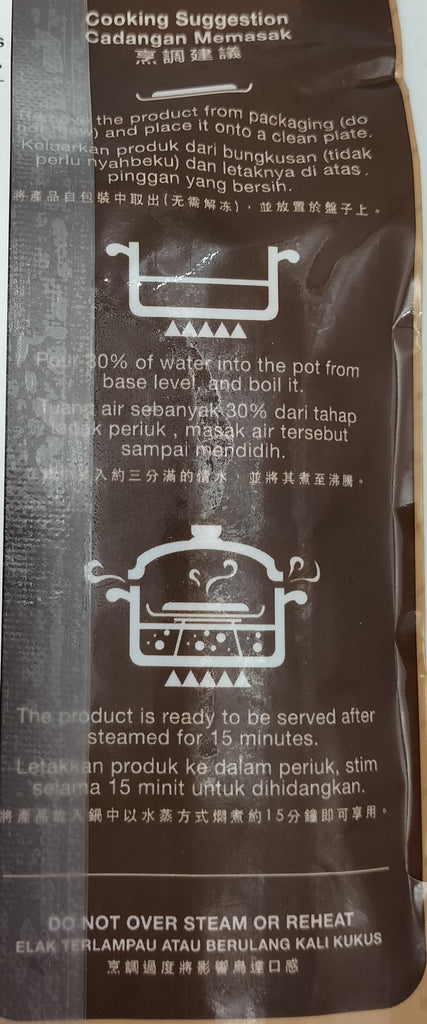 Cooking Suggestion
Cadangan Memasak
烹調建議
the product from packaging (do
not thaw) and place it onto a clean plate.
Keluarkan produk dari bungkusan (tidak
perlu nyahbeku) dan letaknya di atas
pinggan yang bersih.
將產品自包裝中取出(无需解冻), 並放置於盤子上。
Pour 30% of water into the pot from
base level, and boil it.
Tuang air sebanyak 30% dari tahap
periuk , masak air tersebut
sampai mendidih.
入約三分滿的清水, 並將其煮至沸騰。
The product is ready to be served after
steamed for 15 minutes.
Letakkan produk ke dalam periuk, stim
selama 15 minit untuk dihidangkan.
將產品放入鍋中以水蒸方式燜煮約15分鐘即可享用。
DO NOT OVER STEAM OR REHEAT
ELAK TERLAMPAU ATAU BERULANG KALI KUKUS
烹調過度將影響烏達口感